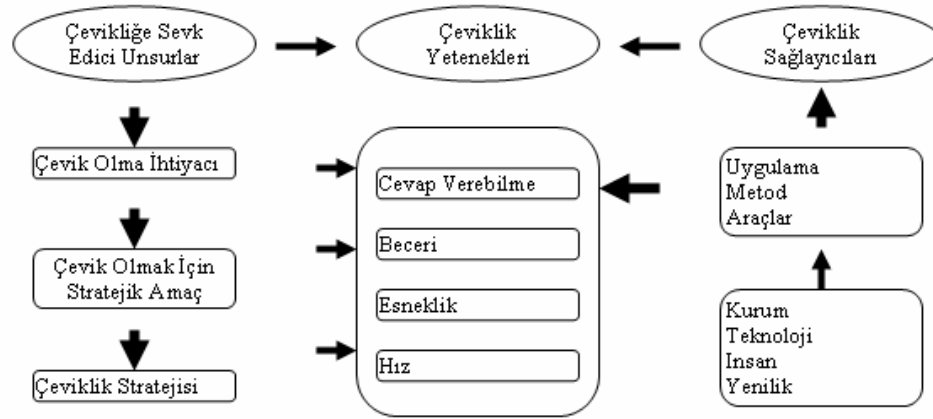 Çevikliğe Sevk
Edici Unsurlar
Çeviklik
Yetenekleri
Çeviklik
Sağlayıcıları
Çevik Olma İhtiyacı
Çevik Olmak İçin
Stratejik Amaç
Çeviklik Stratejisi
Cevap Verebilme
Beceri
Esneklik
Hız
Uygulama
Metod
Araçlar
Kurum
Teknoloji
Insan
Yenilik